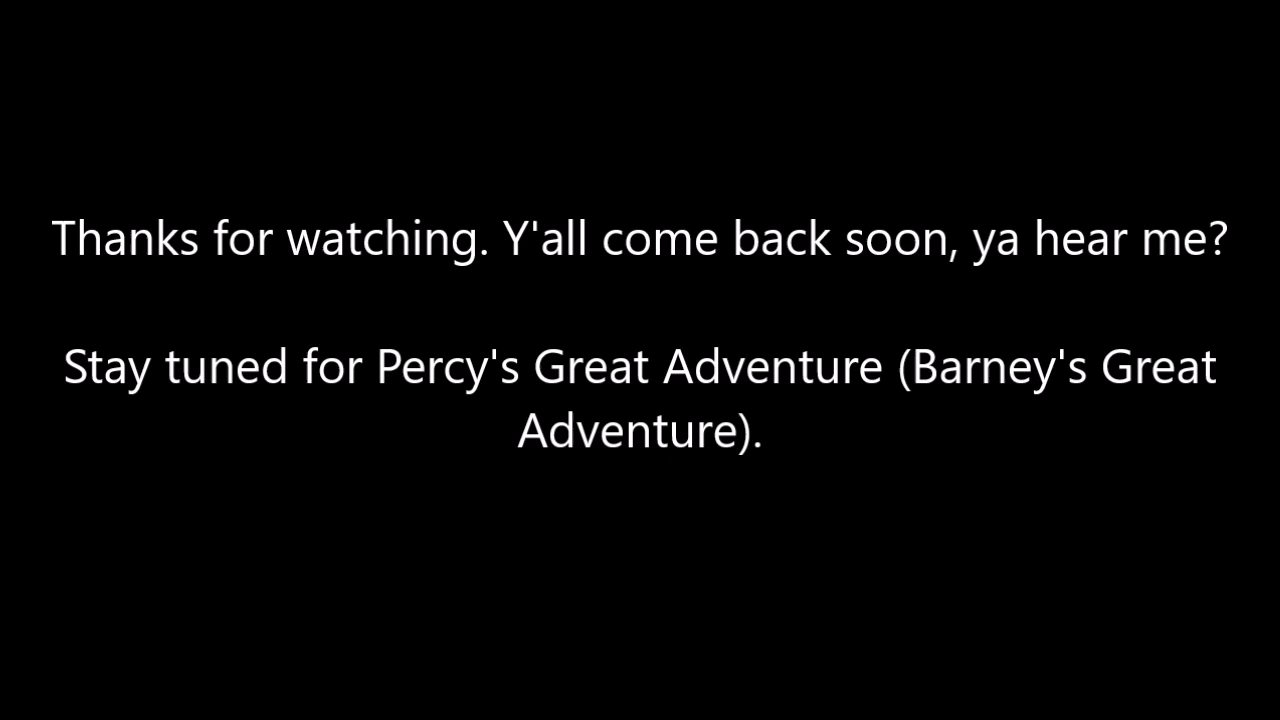 Thanks for watching. Y'all come back soon, ya hear me?
Stay tuned for Percy's Great Adventure (Barney's Great
Adventure).